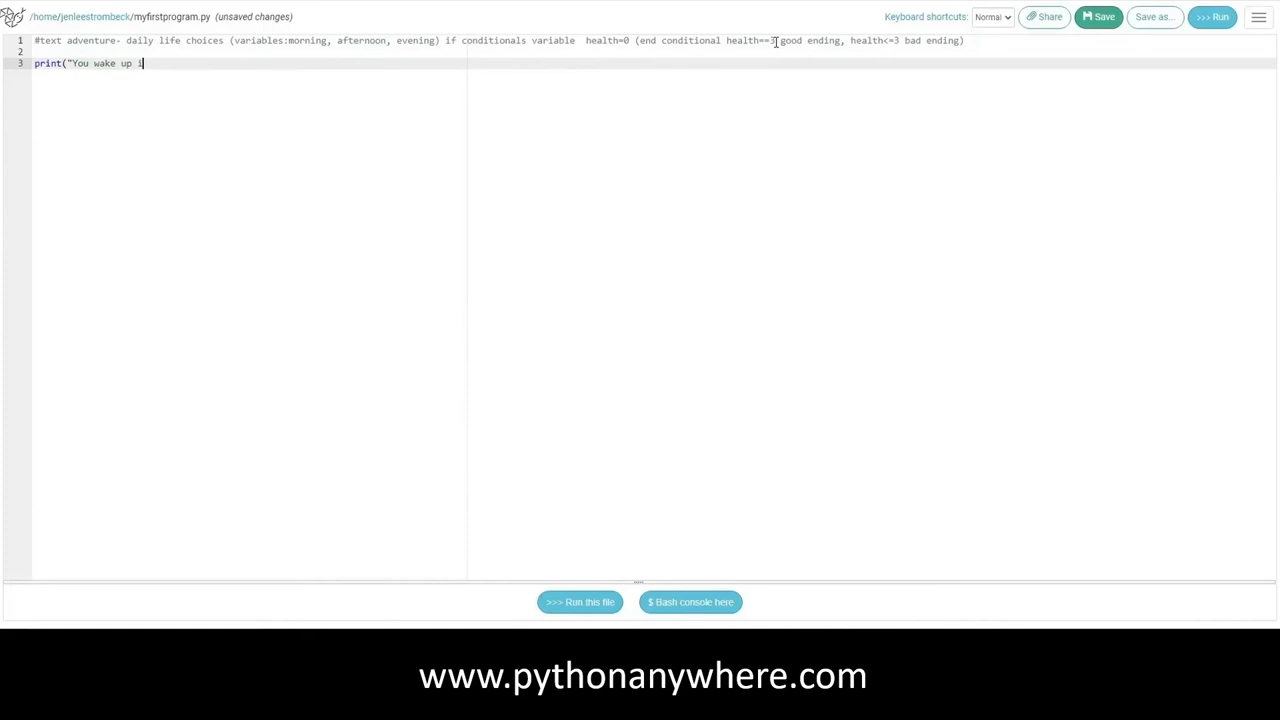 /home/jenleestrombeck/myfirstprogram.py (unsaved changes) Keyboard shortcuts: Normal Share Save Save as... >>> Run
1 #text adventure- daily life choices (variables:morning, afternoon, evening) if conditionals variable  health=0 (end conditional health==3 good ending, health<=3 bad ending)
2
3 print("You wake up i
>>> Run this file $ Bash console here
www.pythonanywhere.com